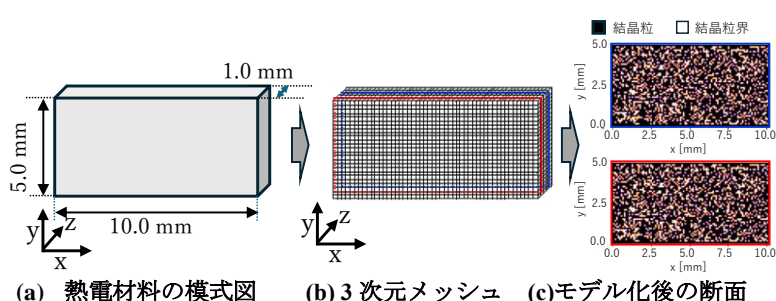 1.0 mm
5.0 mm
10.0 mm
y
z
x
y
z
x
結晶粒 結晶粒界
5.0
2.5
0.0
y [mm]
0.0 2.5 5.0 7.5 10.0
x [mm]
5.0
2.5
0.0
y [mm]
0.0 2.5 5.0 7.5 10.0
x [mm]
(a) 熱電材料の模式図
(b) 3 次元メッシュ
(c)モデル化後の断面